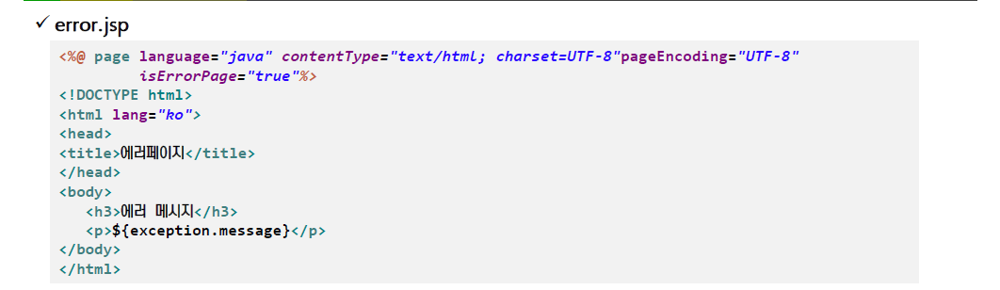 ✓ error.jsp
<%@ page language="java" contentType="text/html; charset=UTF-8"pageEncoding="UTF-8"
isErrorPage="true"%>
<!DOCTYPE html>
<html lang="ko">
<head>
<title>에러페이지</title>
</head>
<body>
<h3>에러 메시지</h3>
<p>${exception.message}</p>
</body>
</html>